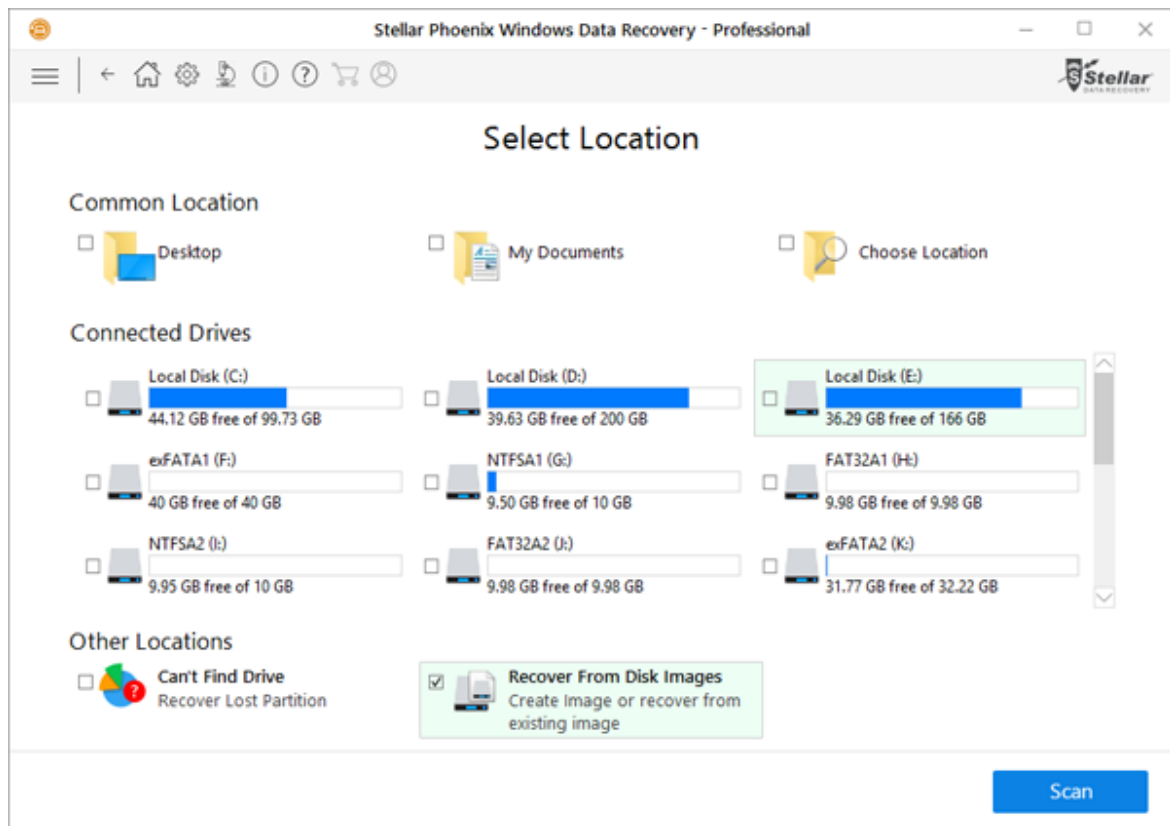 Stellar Phoenix Windows Data Recovery - Professional
Stellar
DATA RECOVERY
Select Location
Common Location
Desktop
My Documents
Choose Location
Connected Drives
Local Disk (C:)
44.12 GB free of 99.73 GB
Local Disk (D:)
39.63 GB free of 200 GB
Local Disk (E:)
36.29 GB free of 166 GB
exFATA1 (F:)
40 GB free of 40 GB
NTFSA1 (G:)
9.50 GB free of 10 GB
FAT32A1 (H:)
9.98 GB free of 9.98 GB
NTFSA2 (I:)
9.95 GB free of 10 GB
FAT32A2 (J:)
9.98 GB free of 9.98 GB
exFATA2 (K:)
31.77 GB free of 32.22 GB
Other Locations
Can't Find Drive
Recover Lost Partition
Recover From Disk Images
Create Image or recover from
existing image
Scan